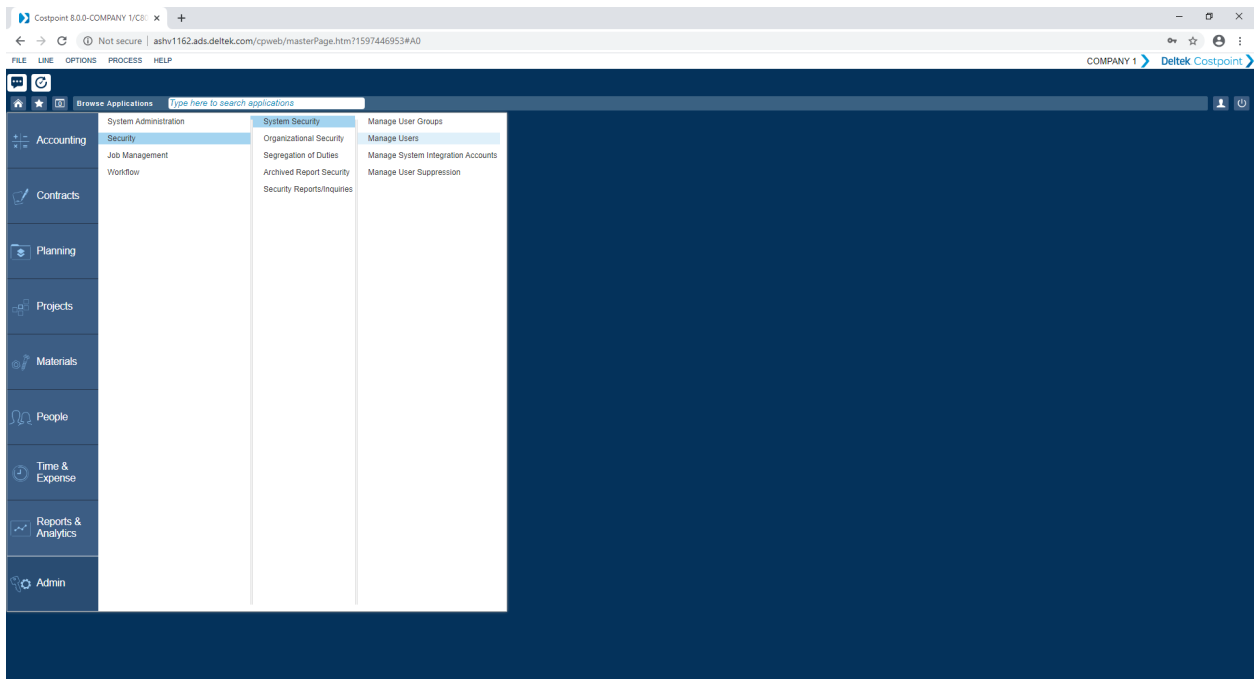 Costpoint 8.0.0-COMPANY 1/C80
Not secure | ashv1162.ads.deltek.com/cpweb/masterPage.htm?1597446953#A0
FILE LINE OPTIONS PROCESS HELP
COMPANY 1 Deltek Costpoint
Browse Applications Type here to search applications
Accounting
Contracts
Planning
Projects
Materials
People
Time &
Expense
Reports &
Analytics
Admin
System Administration
Security
Job Management
Workflow
System Security
Organizational Security
Segregation of Duties
Archived Report Security
Security Reports/Inquiries
Manage User Groups
Manage Users
Manage System Integration Accounts
Manage User Suppression